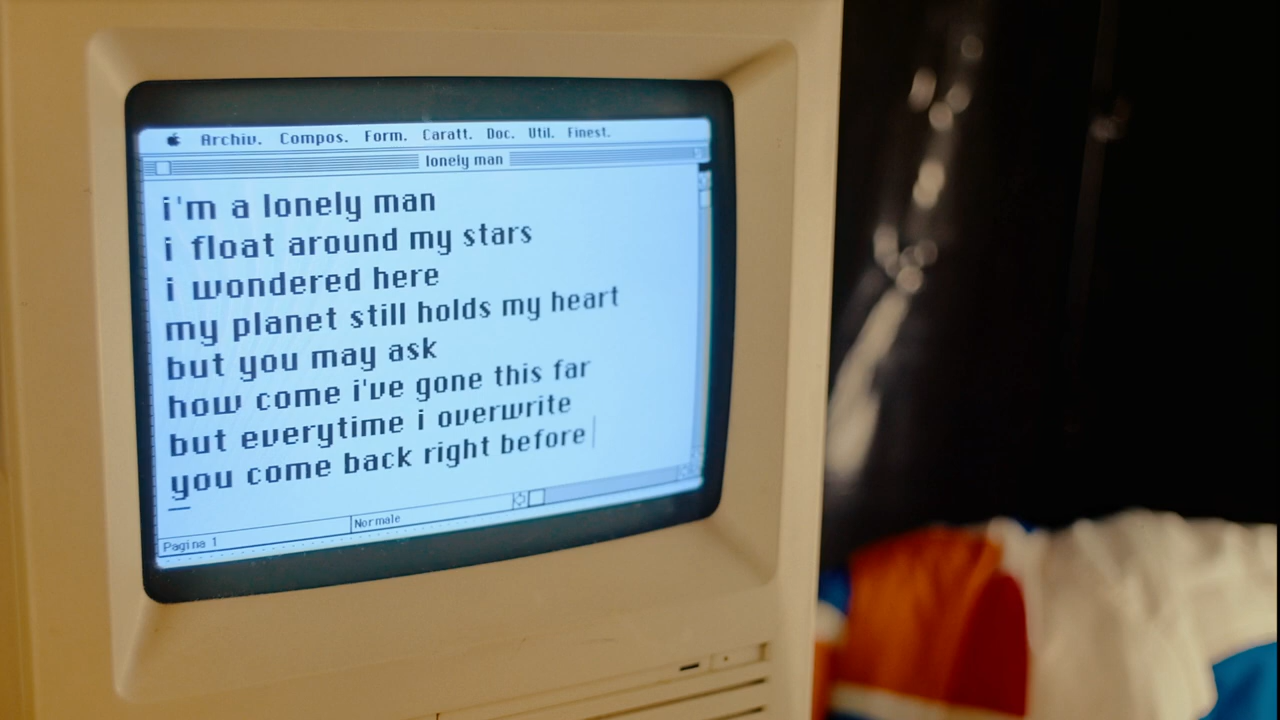 Archiv. Compos. Form. Caratt. Doc. Util. Finest.
lonely man
i'm a lonely man
i float around my stars
i wondered here
my planet still holds my heart
but you may ask
how come i've gone this far
but everytime i overwrite
you come back right before
Pagina 1 Normale